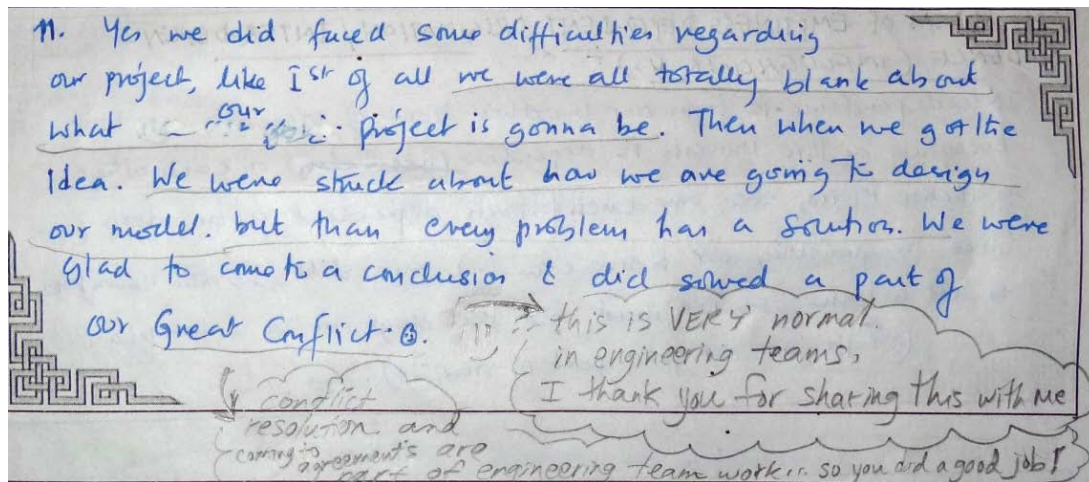 11. Yes we did faced some difficulties regarding
our project, like Ist of all we were all totally blank about
what our project is gonna be. Then when we got the
Idea. We were struck about how we are going to design
our model. but than every problem has a solution. We were
glad to come to a conclusion & did solved a part of
our Great Conflict.
this is VERY normal
in engineering teams,
I thank you for sharing this with me
conflict
resolution and
coming to agreements are
part of engineering team work.. so you did a good job!